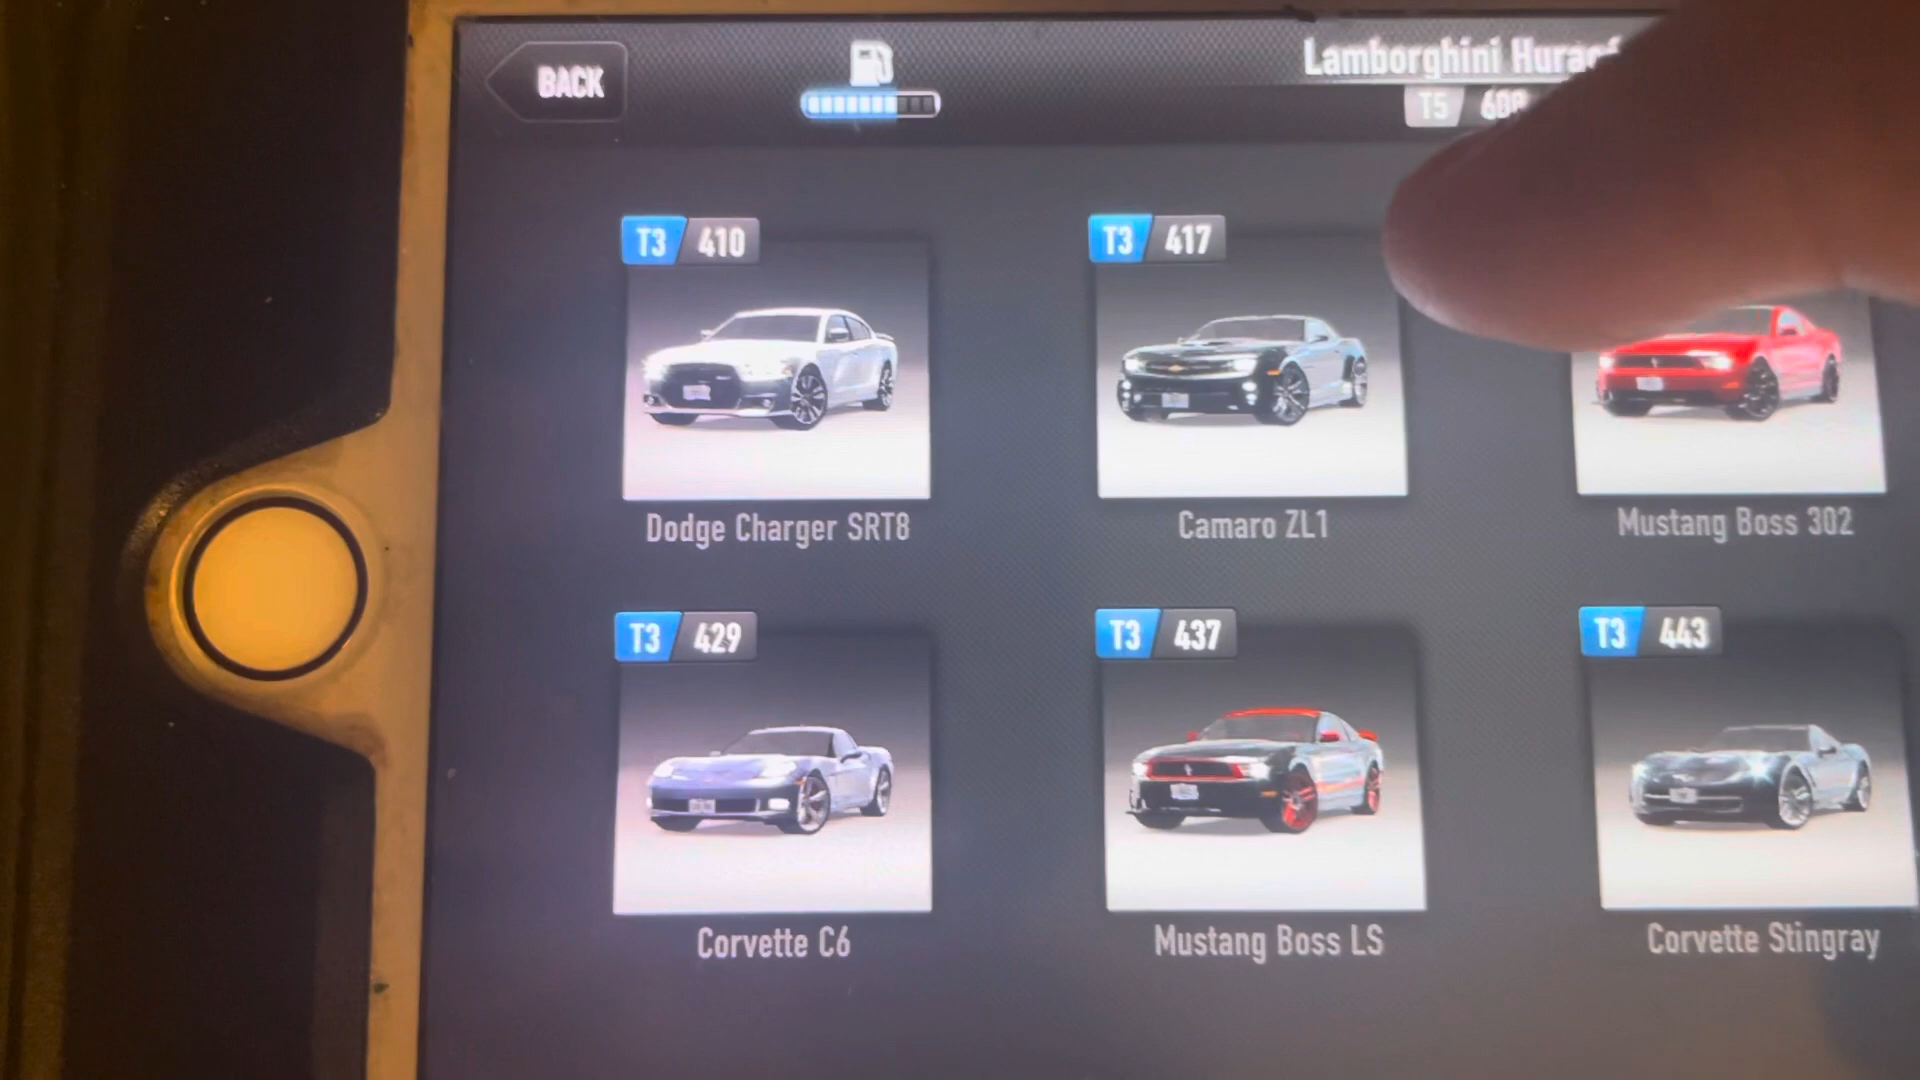 BACK
Lamborghini
T5
T3 410
T3 417
Dodge Charger SRT8
Camaro ZL1
Mustang Boss 302
T3 429
T3 437
T3 443
Corvette C6
Mustang Boss LS
Corvette Stingray